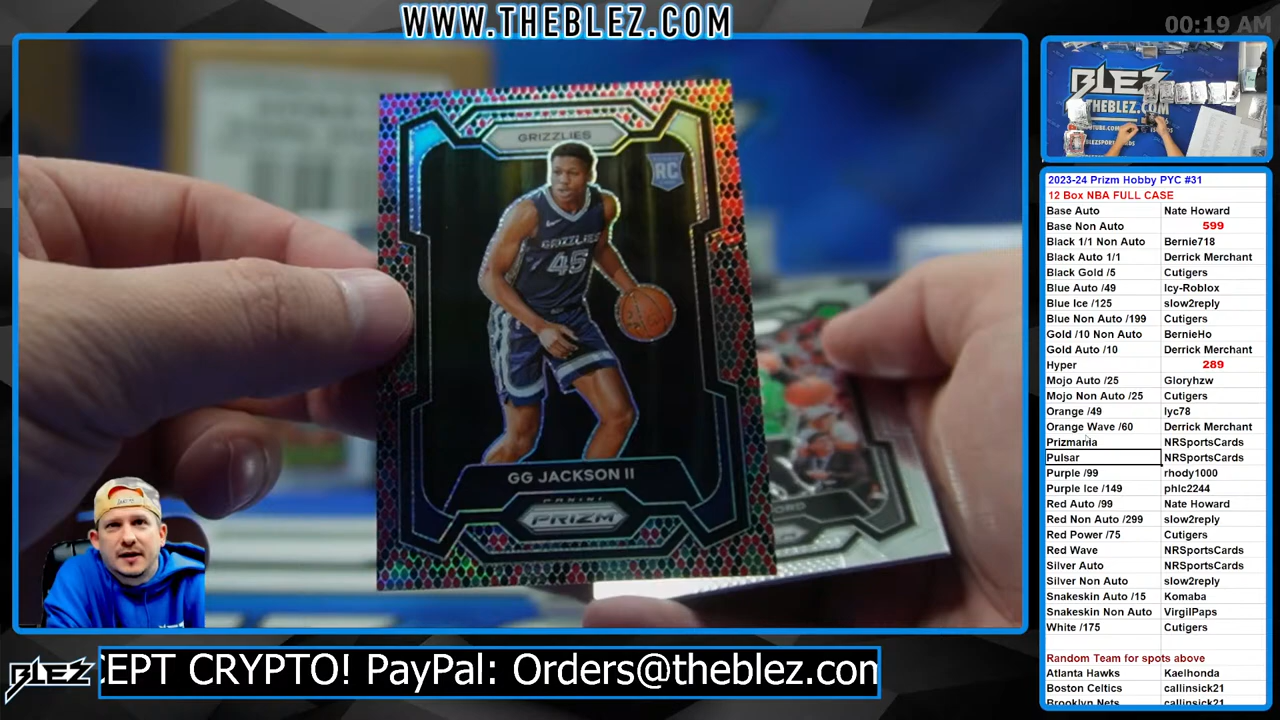 WWW.THEBLEZ.COM
00:19 AM
GRIZZLIES
RC
GRIZZLIES
45
GG JACKSON II
PANINI
PRIZM
BLEZ
THEBLEZ.COM
2023-24 Prizm Hobby PYC #31
12 Box NBA FULL CASE
Base Auto Nate Howard
Base Non Auto 599
Black 1/1 Non Auto Bernie718
Black Auto 1/1 Derrick Merchant
Black Gold /5 Cutigers
Blue Auto /49 Icy-Roblox
Blue Ice /125 slow2reply
Blue Non Auto /199 Cutigers
Gold /10 Non Auto BernieHo
Gold Auto /10 Derrick Merchant
Hyper 289
Mojo Auto /25 Gloryhzw
Mojo Non Auto /25 Cutigers
Orange /49 lyc78
Orange Wave /60 Derrick Merchant
Prizmania NRSportsCards
Pulsar NRSportsCards
Purple /99 rhody1000
Purple Ice /149 phlc2244
Red Auto /99 Nate Howard
Red Non Auto /299 slow2reply
Red Power /75 Cutigers
Red Wave NRSportsCards
Silver Auto NRSportsCards
Silver Non Auto slow2reply
Snakeskin Auto /15 Komaba
Snakeskin Non Auto VirgilPaps
White /175 Cutigers
Random Team for spots above
Atlanta Hawks Kaelhonda
Boston Celtics callinsick21
Brooklyn Nets callinsick21
BLEZ
CEPT CRYPTO! PayPal: Orders@theblez.com